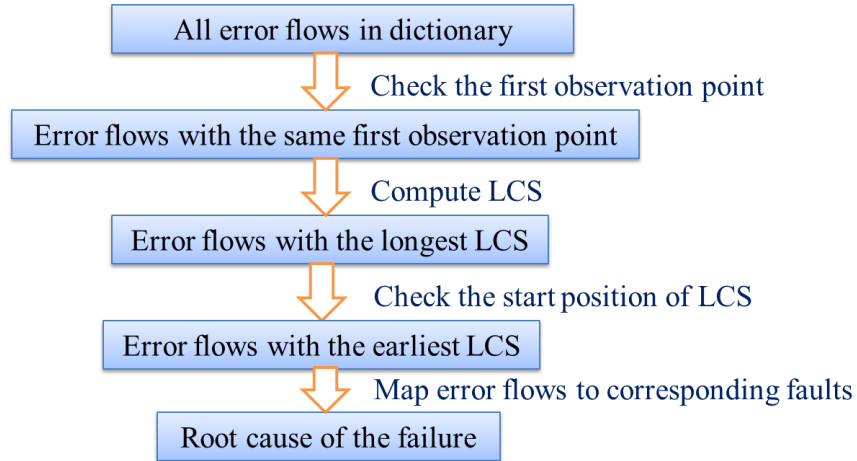 All error flows in dictionary
Check the first observation point
Error flows with the same first observation point
Compute LCS
Error flows with the longest LCS
Check the start position of LCS
Error flows with the earliest LCS
Map error flows to corresponding faults
Root cause of the failure